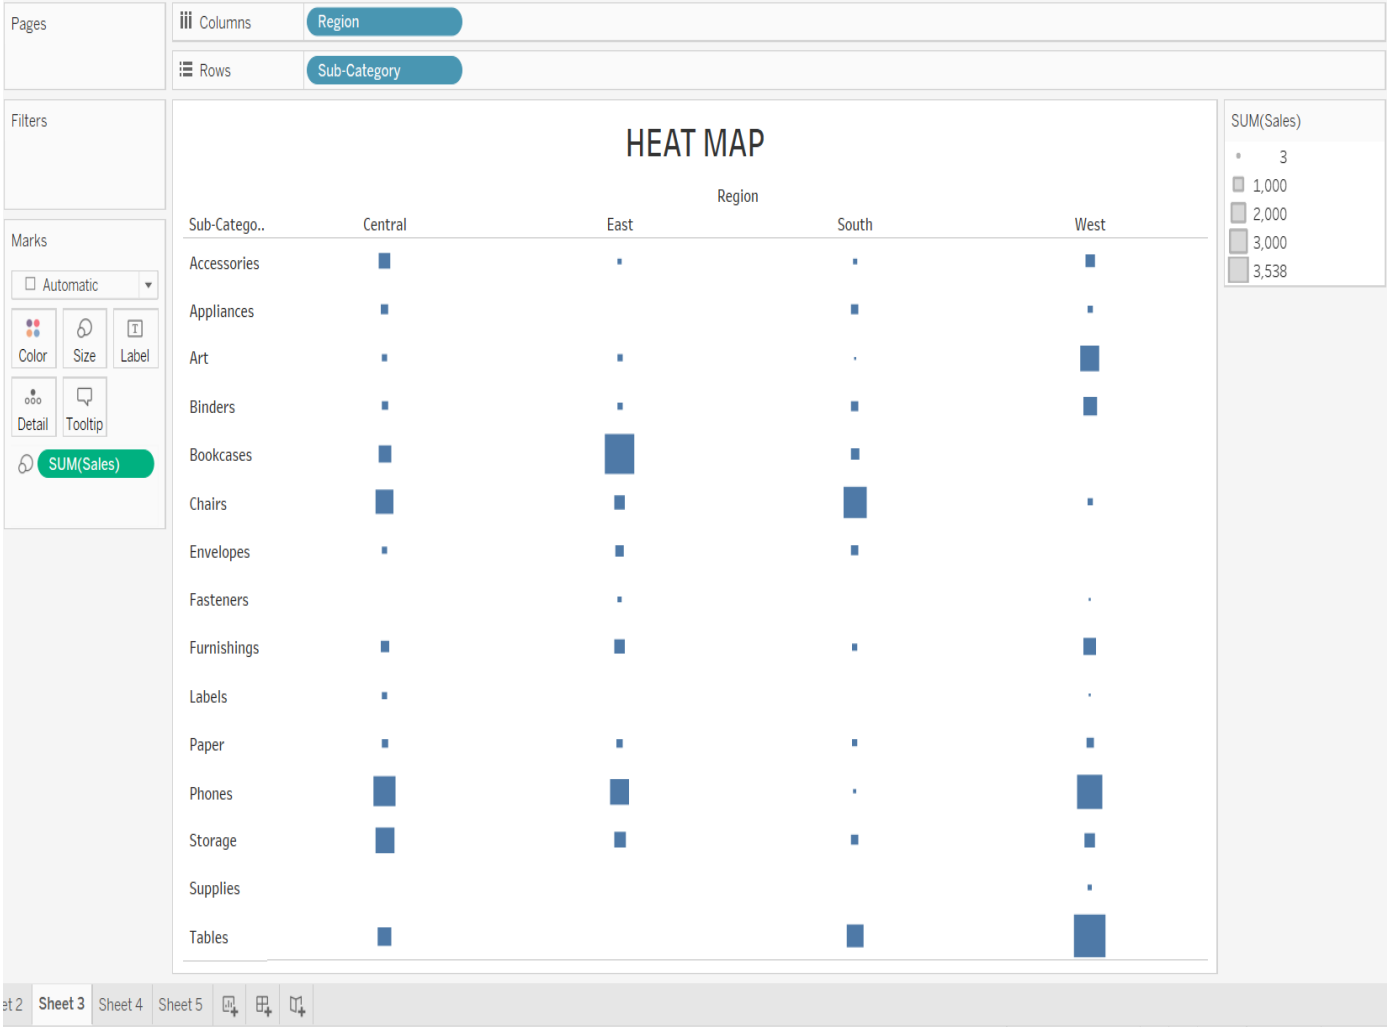 Pages
Columns
Region
Rows
Sub-Category
Filters
HEAT MAP
SUM(Sales)
3
1,000
2,000
3,000
3,538
Region
Sub-Catego..
Central
East
South
West
Marks
Automatic
Color
Size
Label
Detail
Tooltip
SUM(Sales)
Accessories
Appliances
Art
Binders
Bookcases
Chairs
Envelopes
Fasteners
Furnishings
Labels
Paper
Phones
Storage
Supplies
Tables
et 2
Sheet 3
Sheet 4
Sheet 5